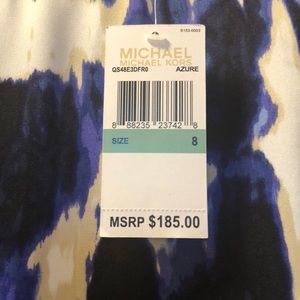 MICHAEL
MICHAEL KORS
QS48E3DFR0 AZURE
8 88235 23742 8
SIZE 8
MSRP $185.00